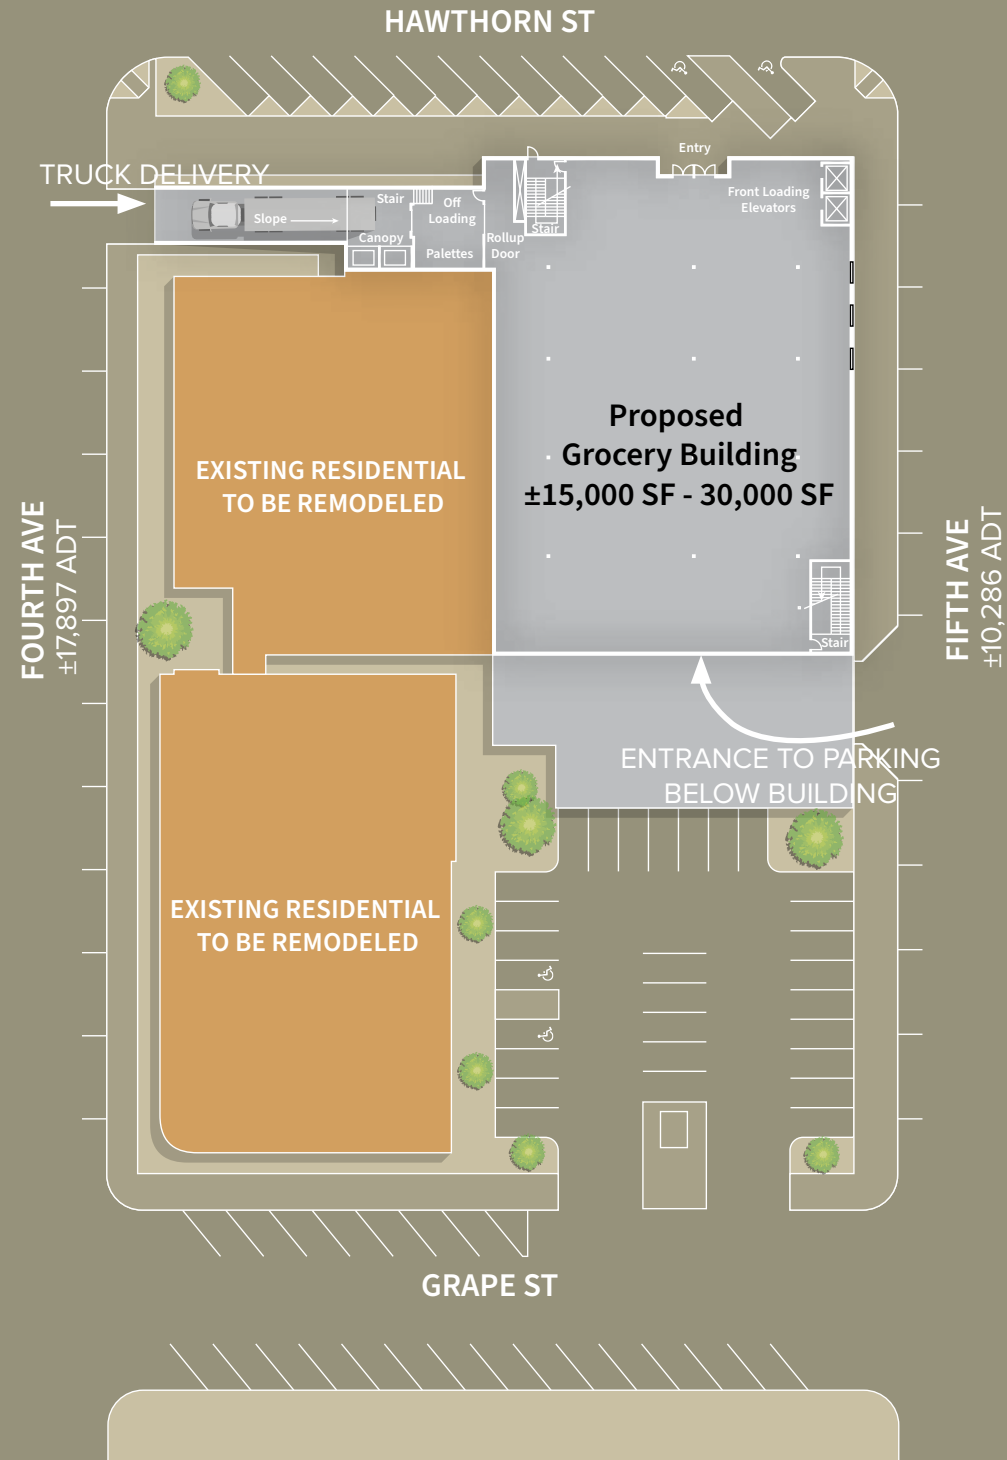 HAWTHORN ST
TRUCK DELIVERY
Entry
Front Loading
Elevators
Stair
Off
Loading
Slope
Canopy
Palettes
Rollup
Door
Stair
Proposed
Grocery Building
±15,000 SF - 30,000 SF
EXISTING RESIDENTIAL
TO BE REMODELED
FOURTH AVE
±17,897 ADT
FIFTH AVE
±10,286 ADT
Stair
ENTRANCE TO PARKING
BELOW BUILDING
EXISTING RESIDENTIAL
TO BE REMODELED
GRAPE ST